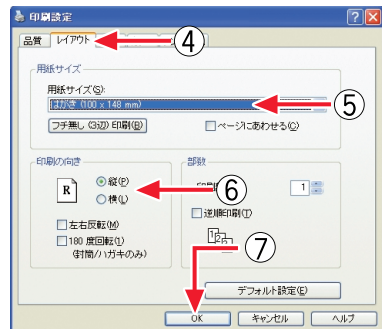 印刷設定
品質 レイアウト ④
用紙サイズ
用紙サイズ(S):
はがき (100 x 148 mm) ⑤
フチ無し (3辺) 印刷(B) ページにあわせる(C)
印刷の向き 部数
R 縦(P) ⑥ 1
横(L)
左右反転(M) 逆順印刷(T)
180 度回転(1) ⑦
(封筒/ハガキのみ)
デフォルト設定(E)
OK キャンセル ヘルプ